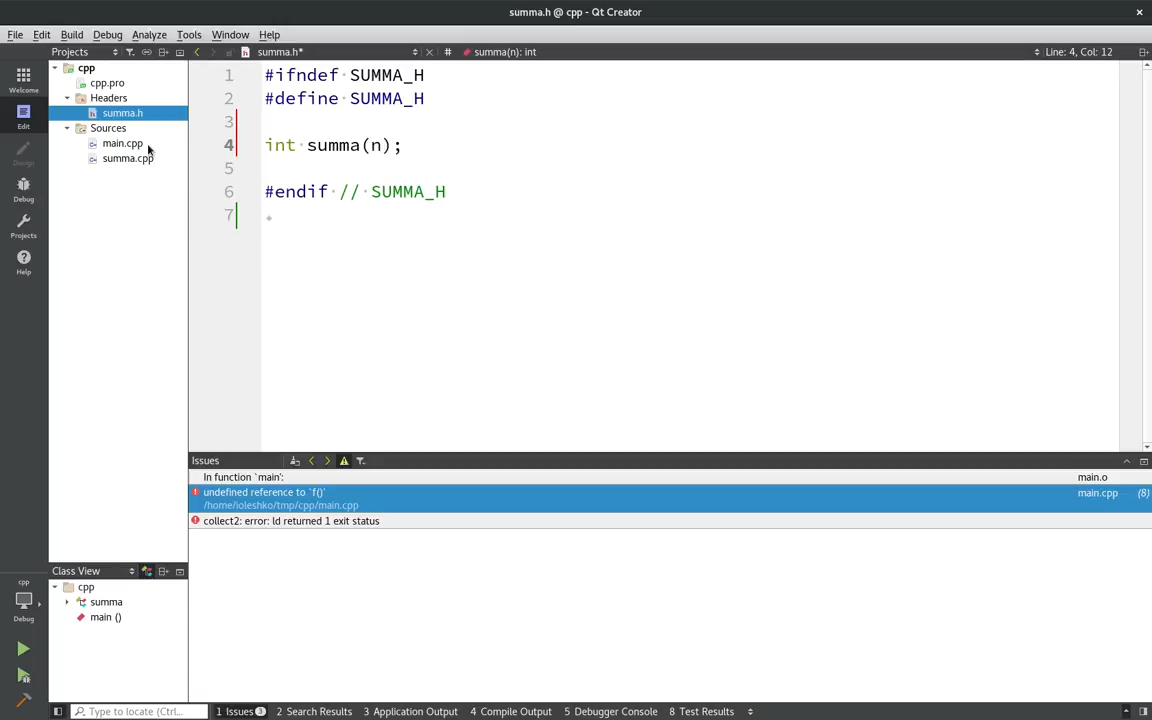 summa.h @ cpp - Qt Creator
File Edit Build Debug Analyze Tools Window Help
Projects
summa.h*
# summa(n): int
Line: 4, Col: 12
Welcome
Edit
Design
Debug
Projects
Help
cpp
cpp.pro
Headers
summa.h
Sources
main.cpp
summa.cpp
1 #ifndef SUMMA_H
2 #define SUMMA_H
3
4 int summa(n);
5
6 #endif // SUMMA_H
7
Issues
In function `main': main.o
undefined reference to `f()' main.cpp (8)
/home/ioleshko/tmp/cpp/main.cpp
collect2: error: ld returned 1 exit status
Class View
cpp
summa
main ()
cpp
Debug
Type to locate (Ctrl...
1 Issues 3 2 Search Results 3 Application Output 4 Compile Output 5 Debugger Console 8 Test Results